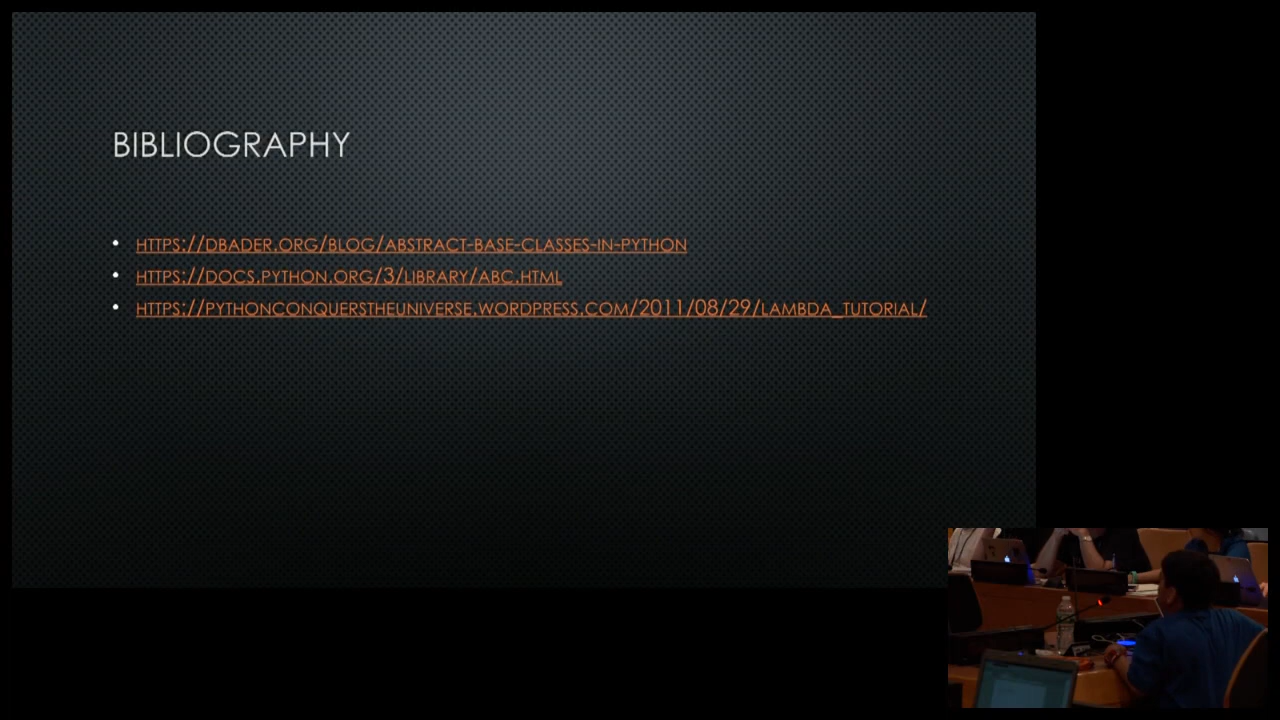 BIBLIOGRAPHY
• HTTPS://DBADER.ORG/BLOG/ABSTRACT-BASE-CLASSES-IN-PYTHON
• HTTPS://DOCS.PYTHON.ORG/3/LIBRARY/ABC.HTML
• HTTPS://PYTHONCONQUERSTHEUNIVERSE.WORDPRESS.COM/2011/08/29/LAMBDA_TUTORIAL/